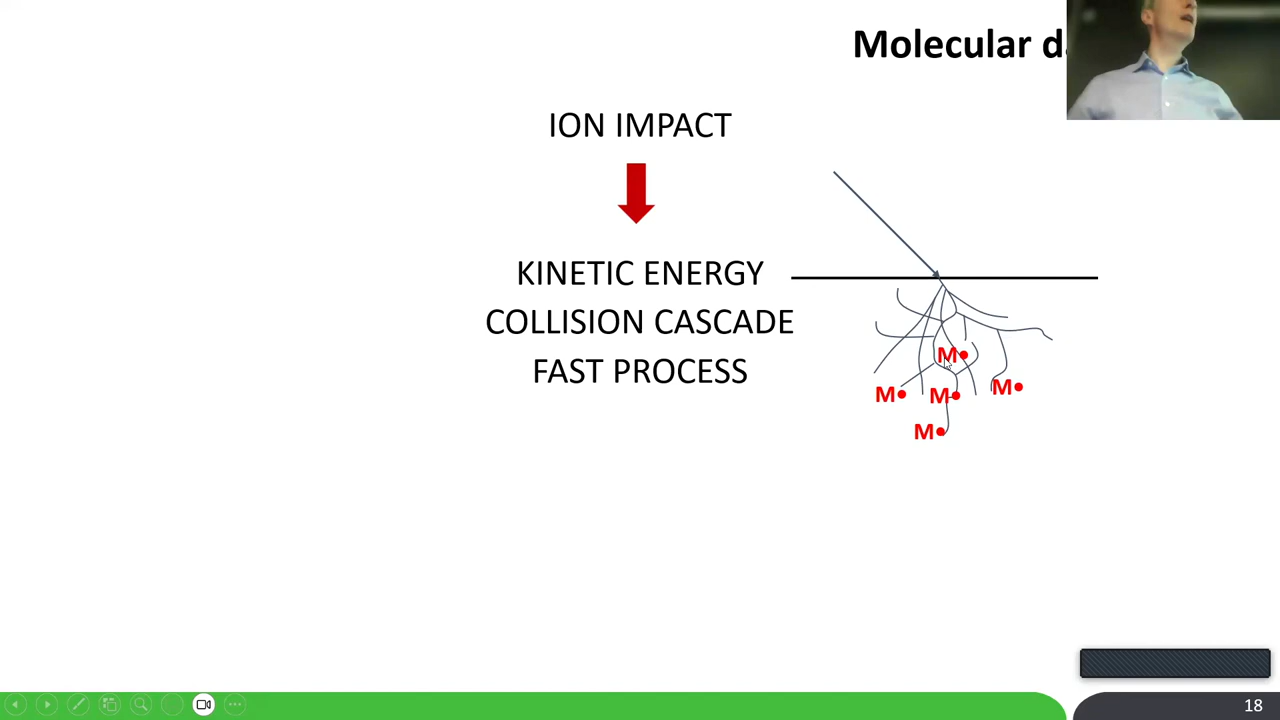 Molecular
ION IMPACT
KINETIC ENERGY
COLLISION CASCADE
FAST PROCESS
M•
M•
M•
M•
M•
18